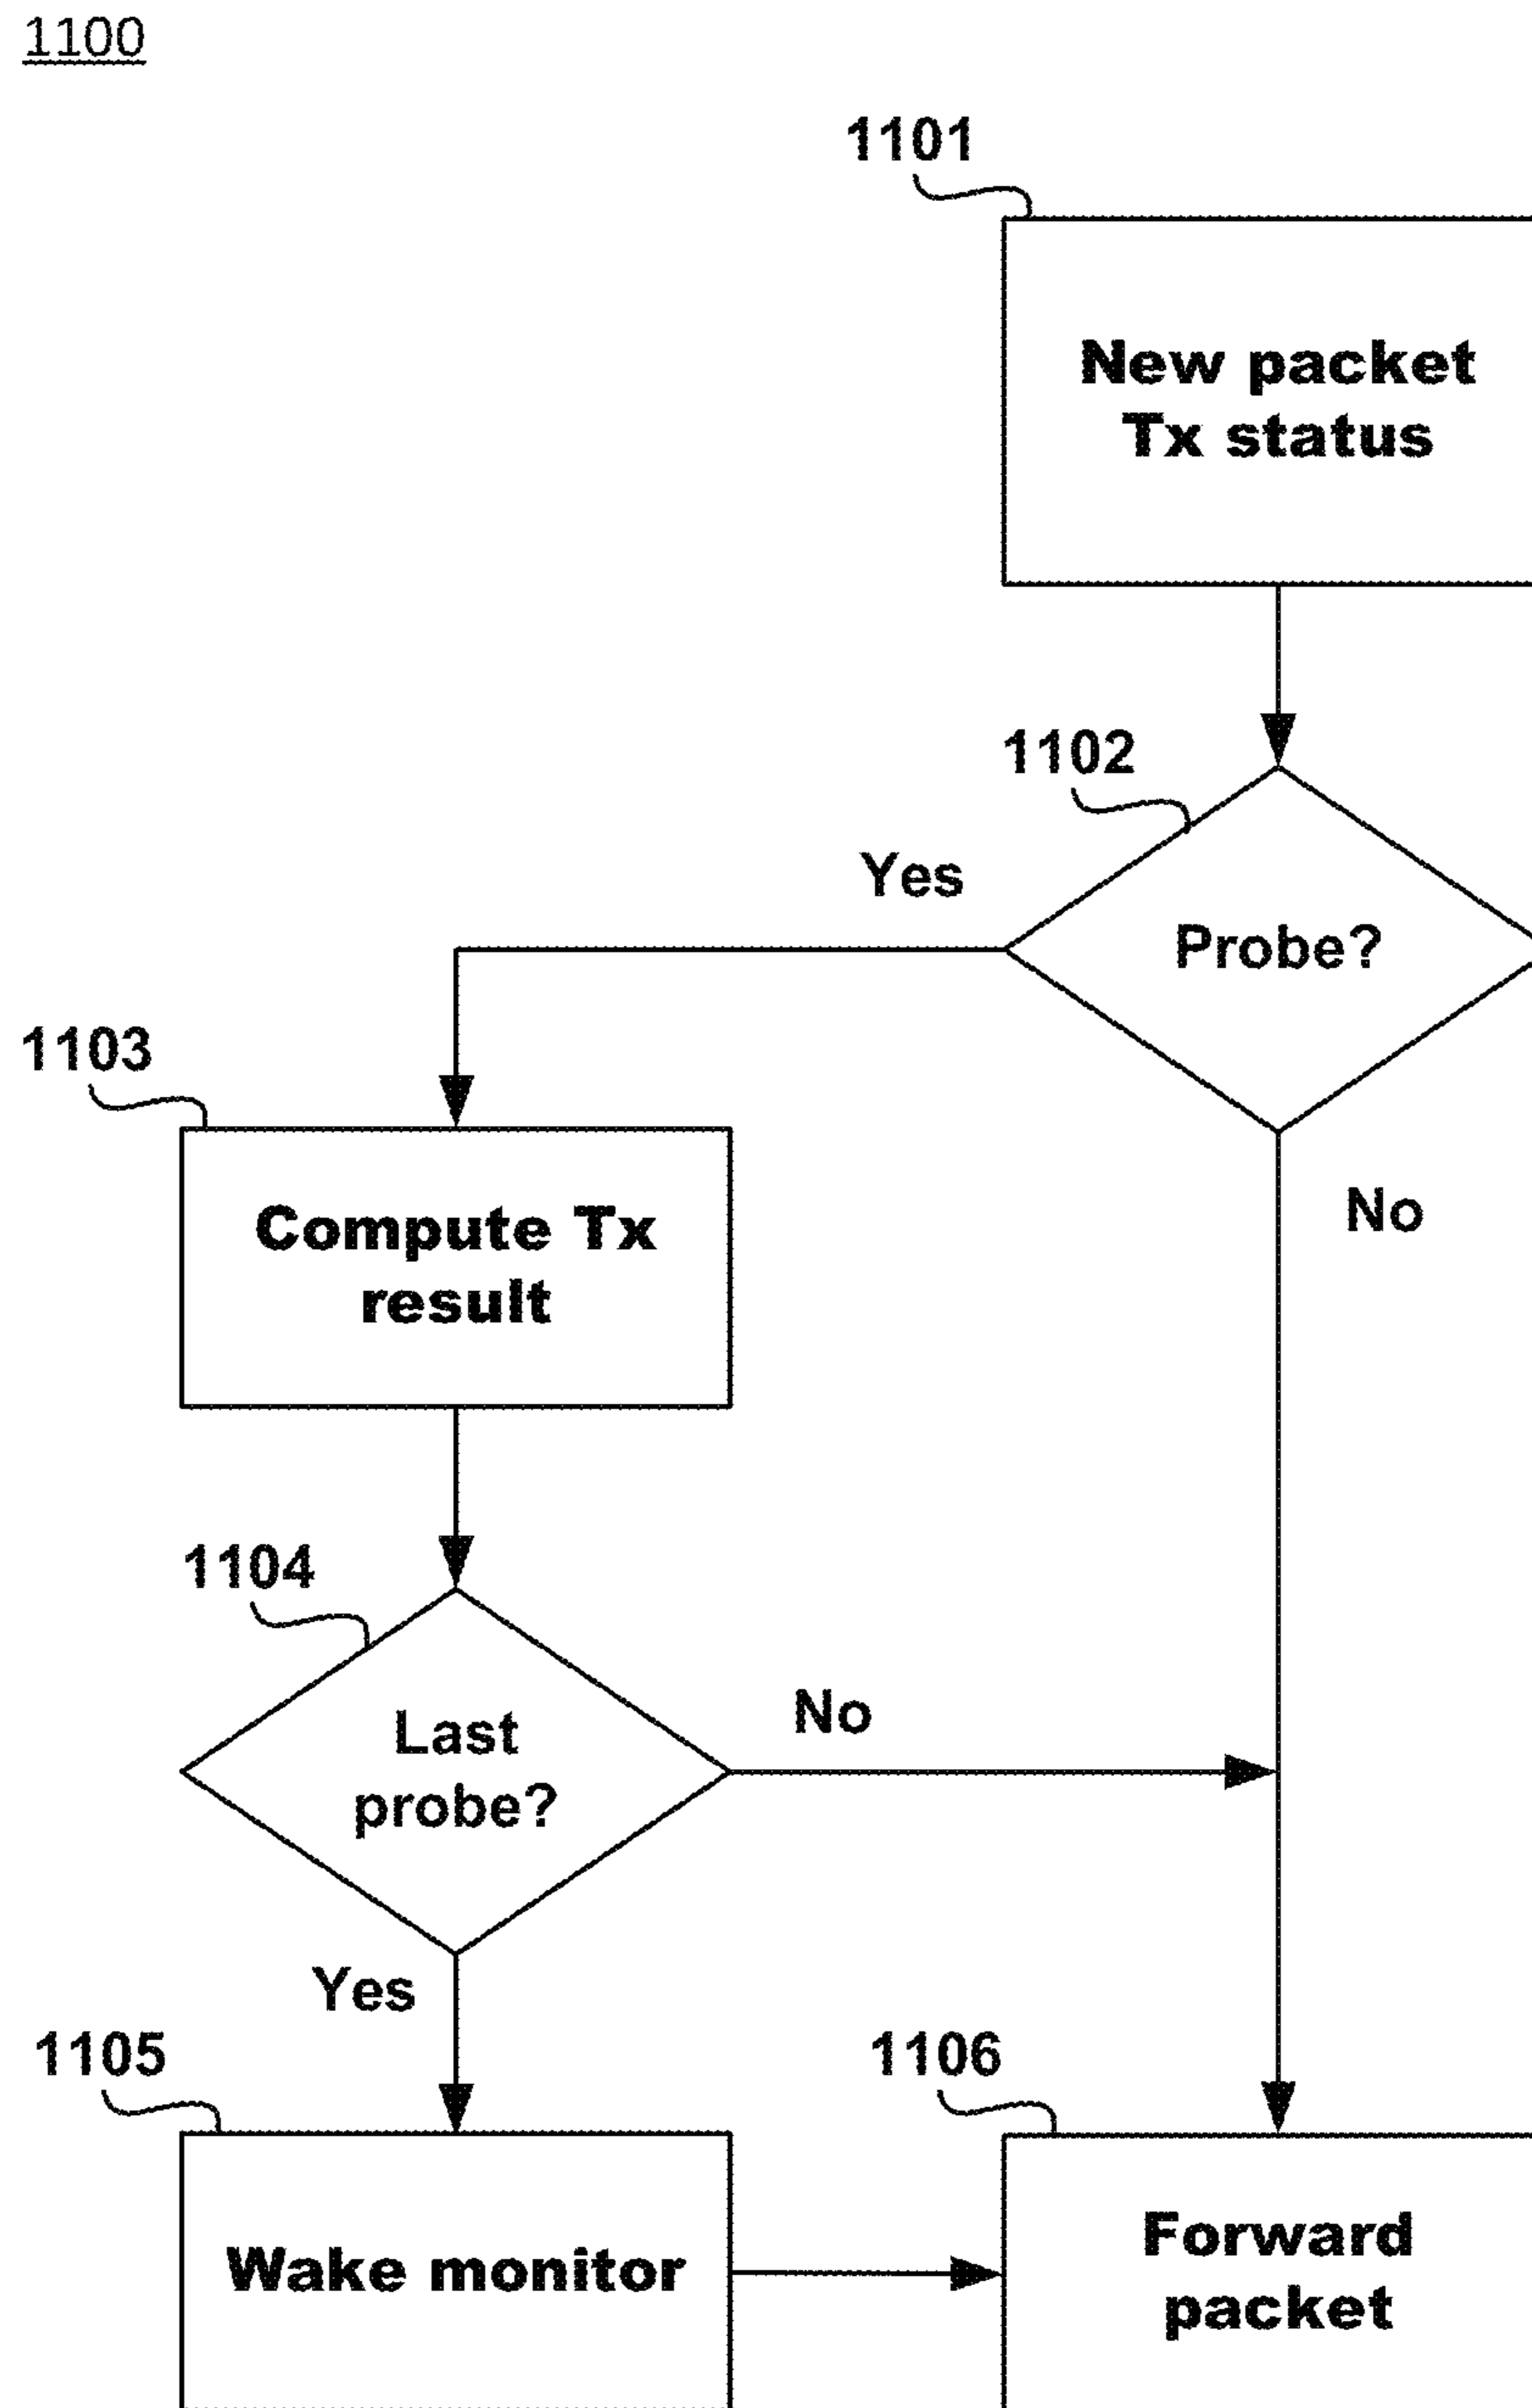 1100
1101
New packet
Tx status
1102
Yes
Probe?
1103
No
Compute Tx
result
1104
No
Last
probe?
Yes
1105
1106
Wake monitor
Forward
packet